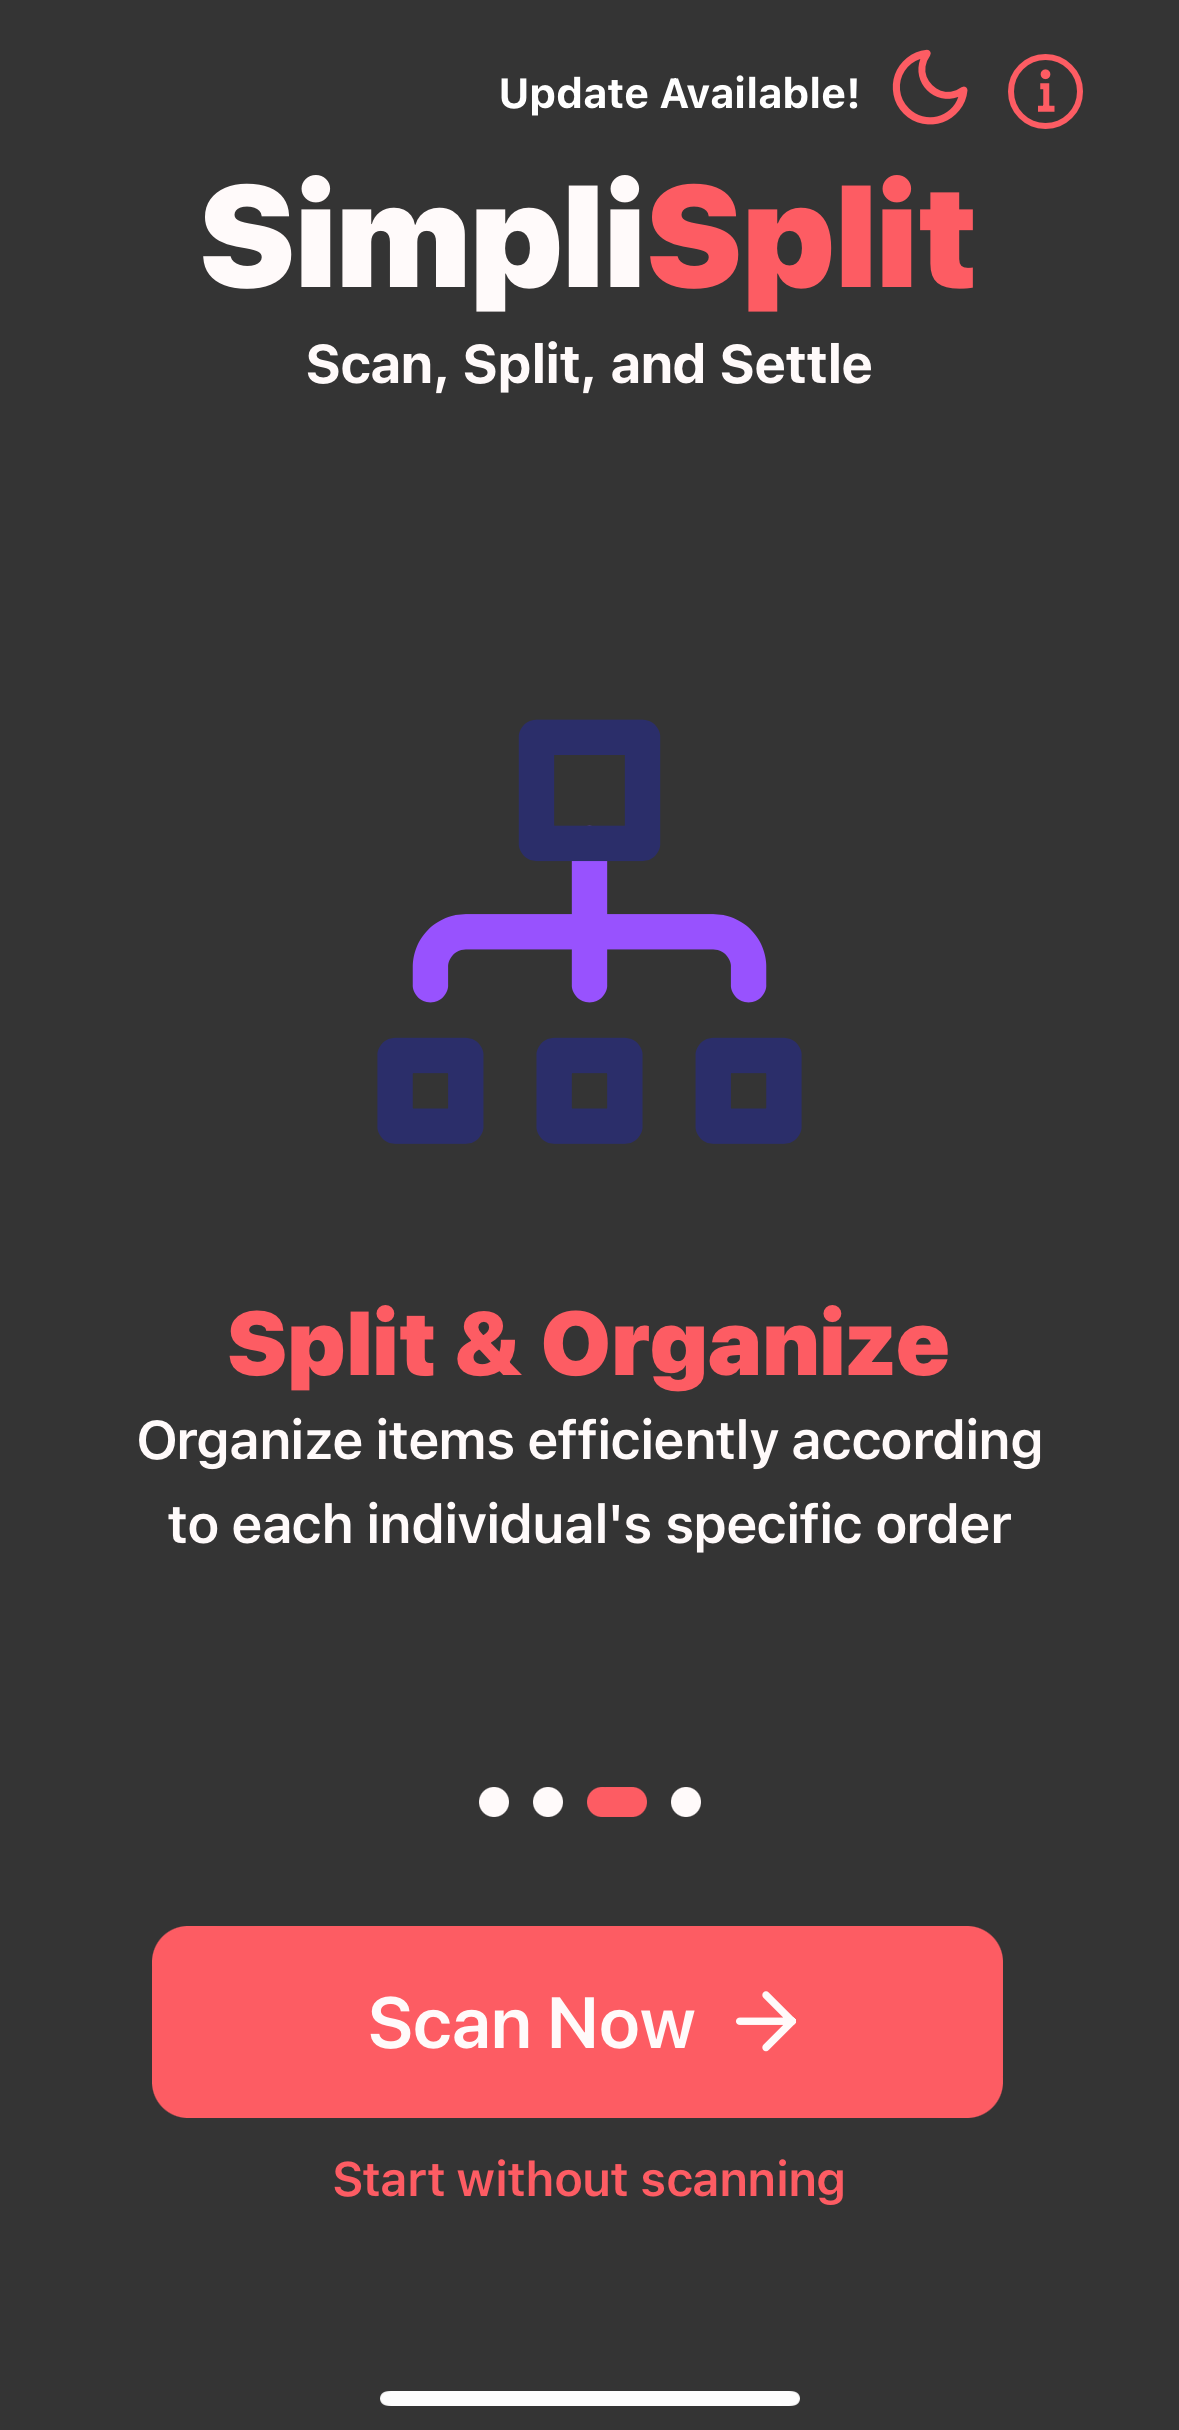 Update Available!
SimpliSplit
Scan, Split, and Settle
Split & Organize
Organize items efficiently according
to each individual's specific order
Scan Now
Start without scanning